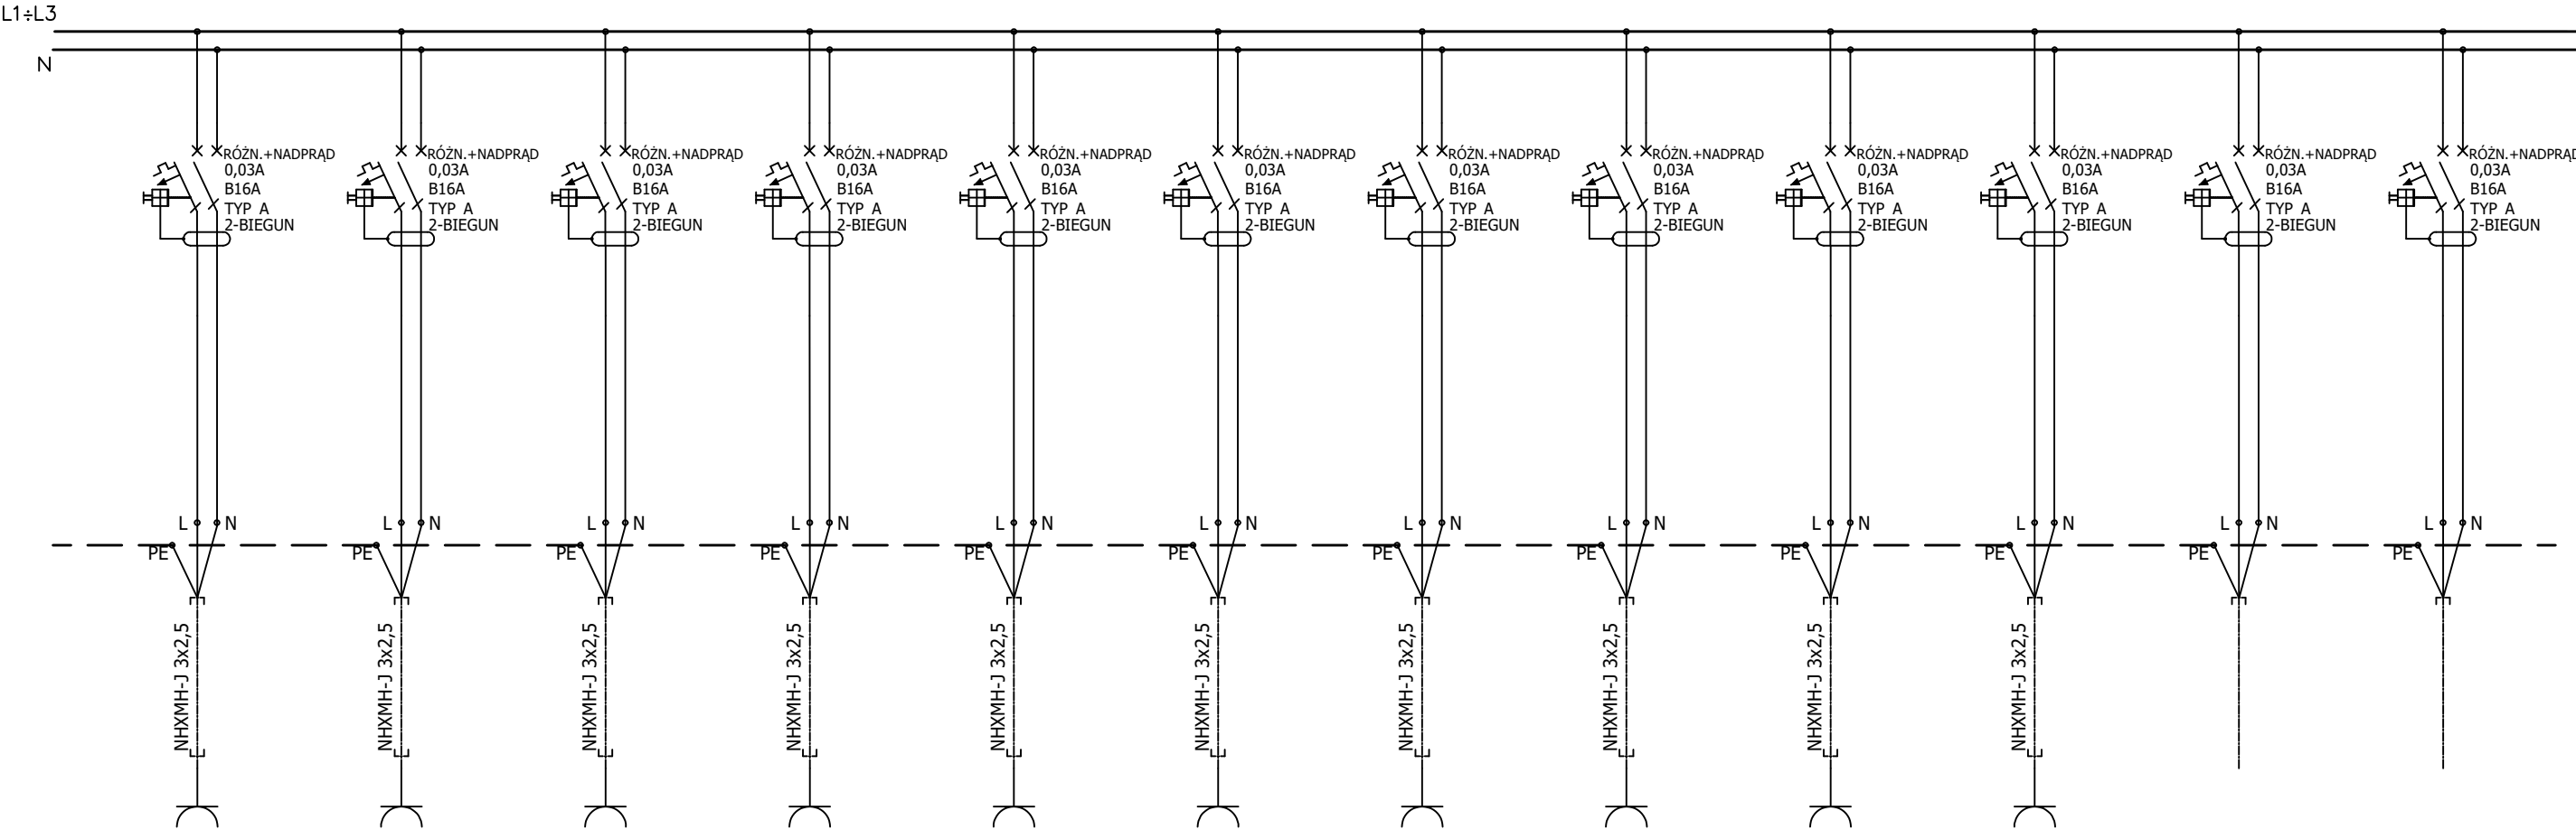 L1÷L3
N
RÓŻN.+NADPRĄD
0,03A
B16A
TYP A
2-BIEGUN
RÓŻN.+NADPRĄD
0,03A
B16A
TYP A
2-BIEGUN
RÓŻN.+NADPRĄD
0,03A
B16A
TYP A
2-BIEGUN
RÓŻN.+NADPRĄD
0,03A
B16A
TYP A
2-BIEGUN
RÓŻN.+NADPRĄD
0,03A
B16A
TYP A
2-BIEGUN
RÓŻN.+NADPRĄD
0,03A
B16A
TYP A
2-BIEGUN
RÓŻN.+NADPRĄD
0,03A
B16A
TYP A
2-BIEGUN
RÓŻN.+NADPRĄD
0,03A
B16A
TYP A
2-BIEGUN
RÓŻN.+NADPRĄD
0,03A
B16A
TYP A
2-BIEGUN
RÓŻN.+NADPRĄD
0,03A
B16A
TYP A
2-BIEGUN
RÓŻN.+NADPRĄD
0,03A
B16A
TYP A
2-BIEGUN
RÓŻN.+NADPRĄD
0,03A
B16A
TYP A
2-BIEGUN
L N
PE
L N
PE
L N
PE
L N
PE
L N
PE
L N
PE
L N
PE
L N
PE
L N
PE
L N
PE
L N
PE
L N
PE
NHXMH-J 3x2,5
NHXMH-J 3x2,5
NHXMH-J 3x2,5
NHXMH-J 3x2,5
NHXMH-J 3x2,5
NHXMH-J 3x2,5
NHXMH-J 3x2,5
NHXMH-J 3x2,5
NHXMH-J 3x2,5
NHXMH-J 3x2,5